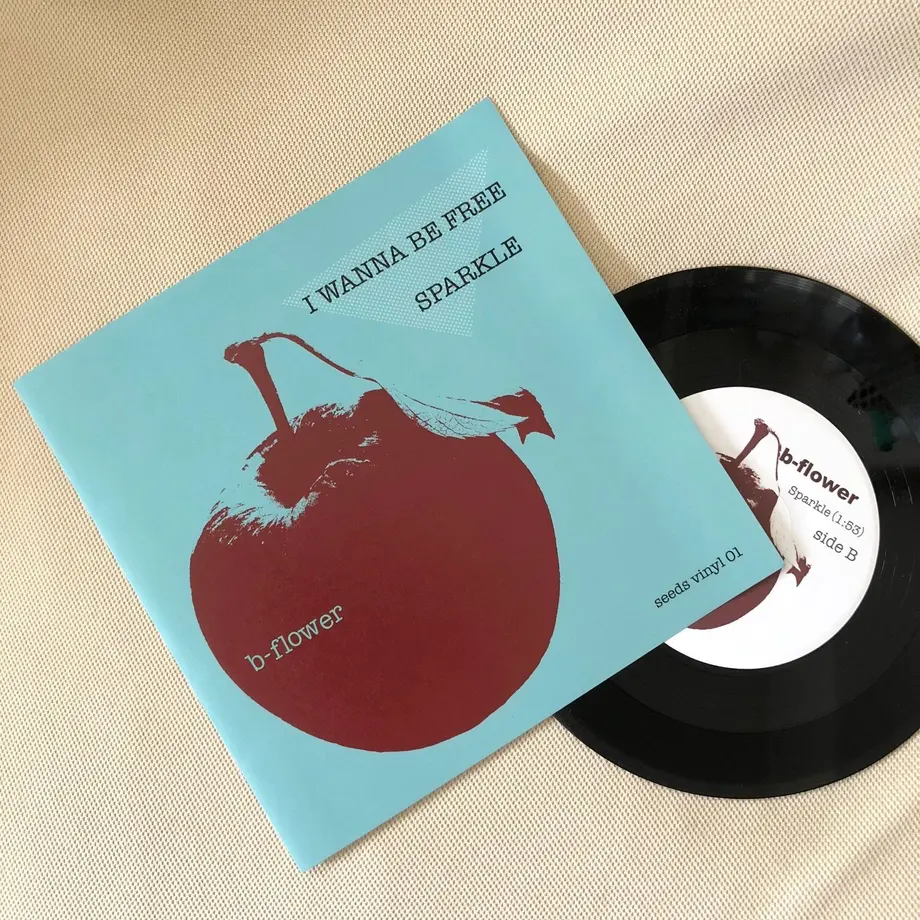 I WANNA BE FREE
SPARKLE
b-flower
seeds vinyl 01
b-flower
Sparkle (1:53)
side B